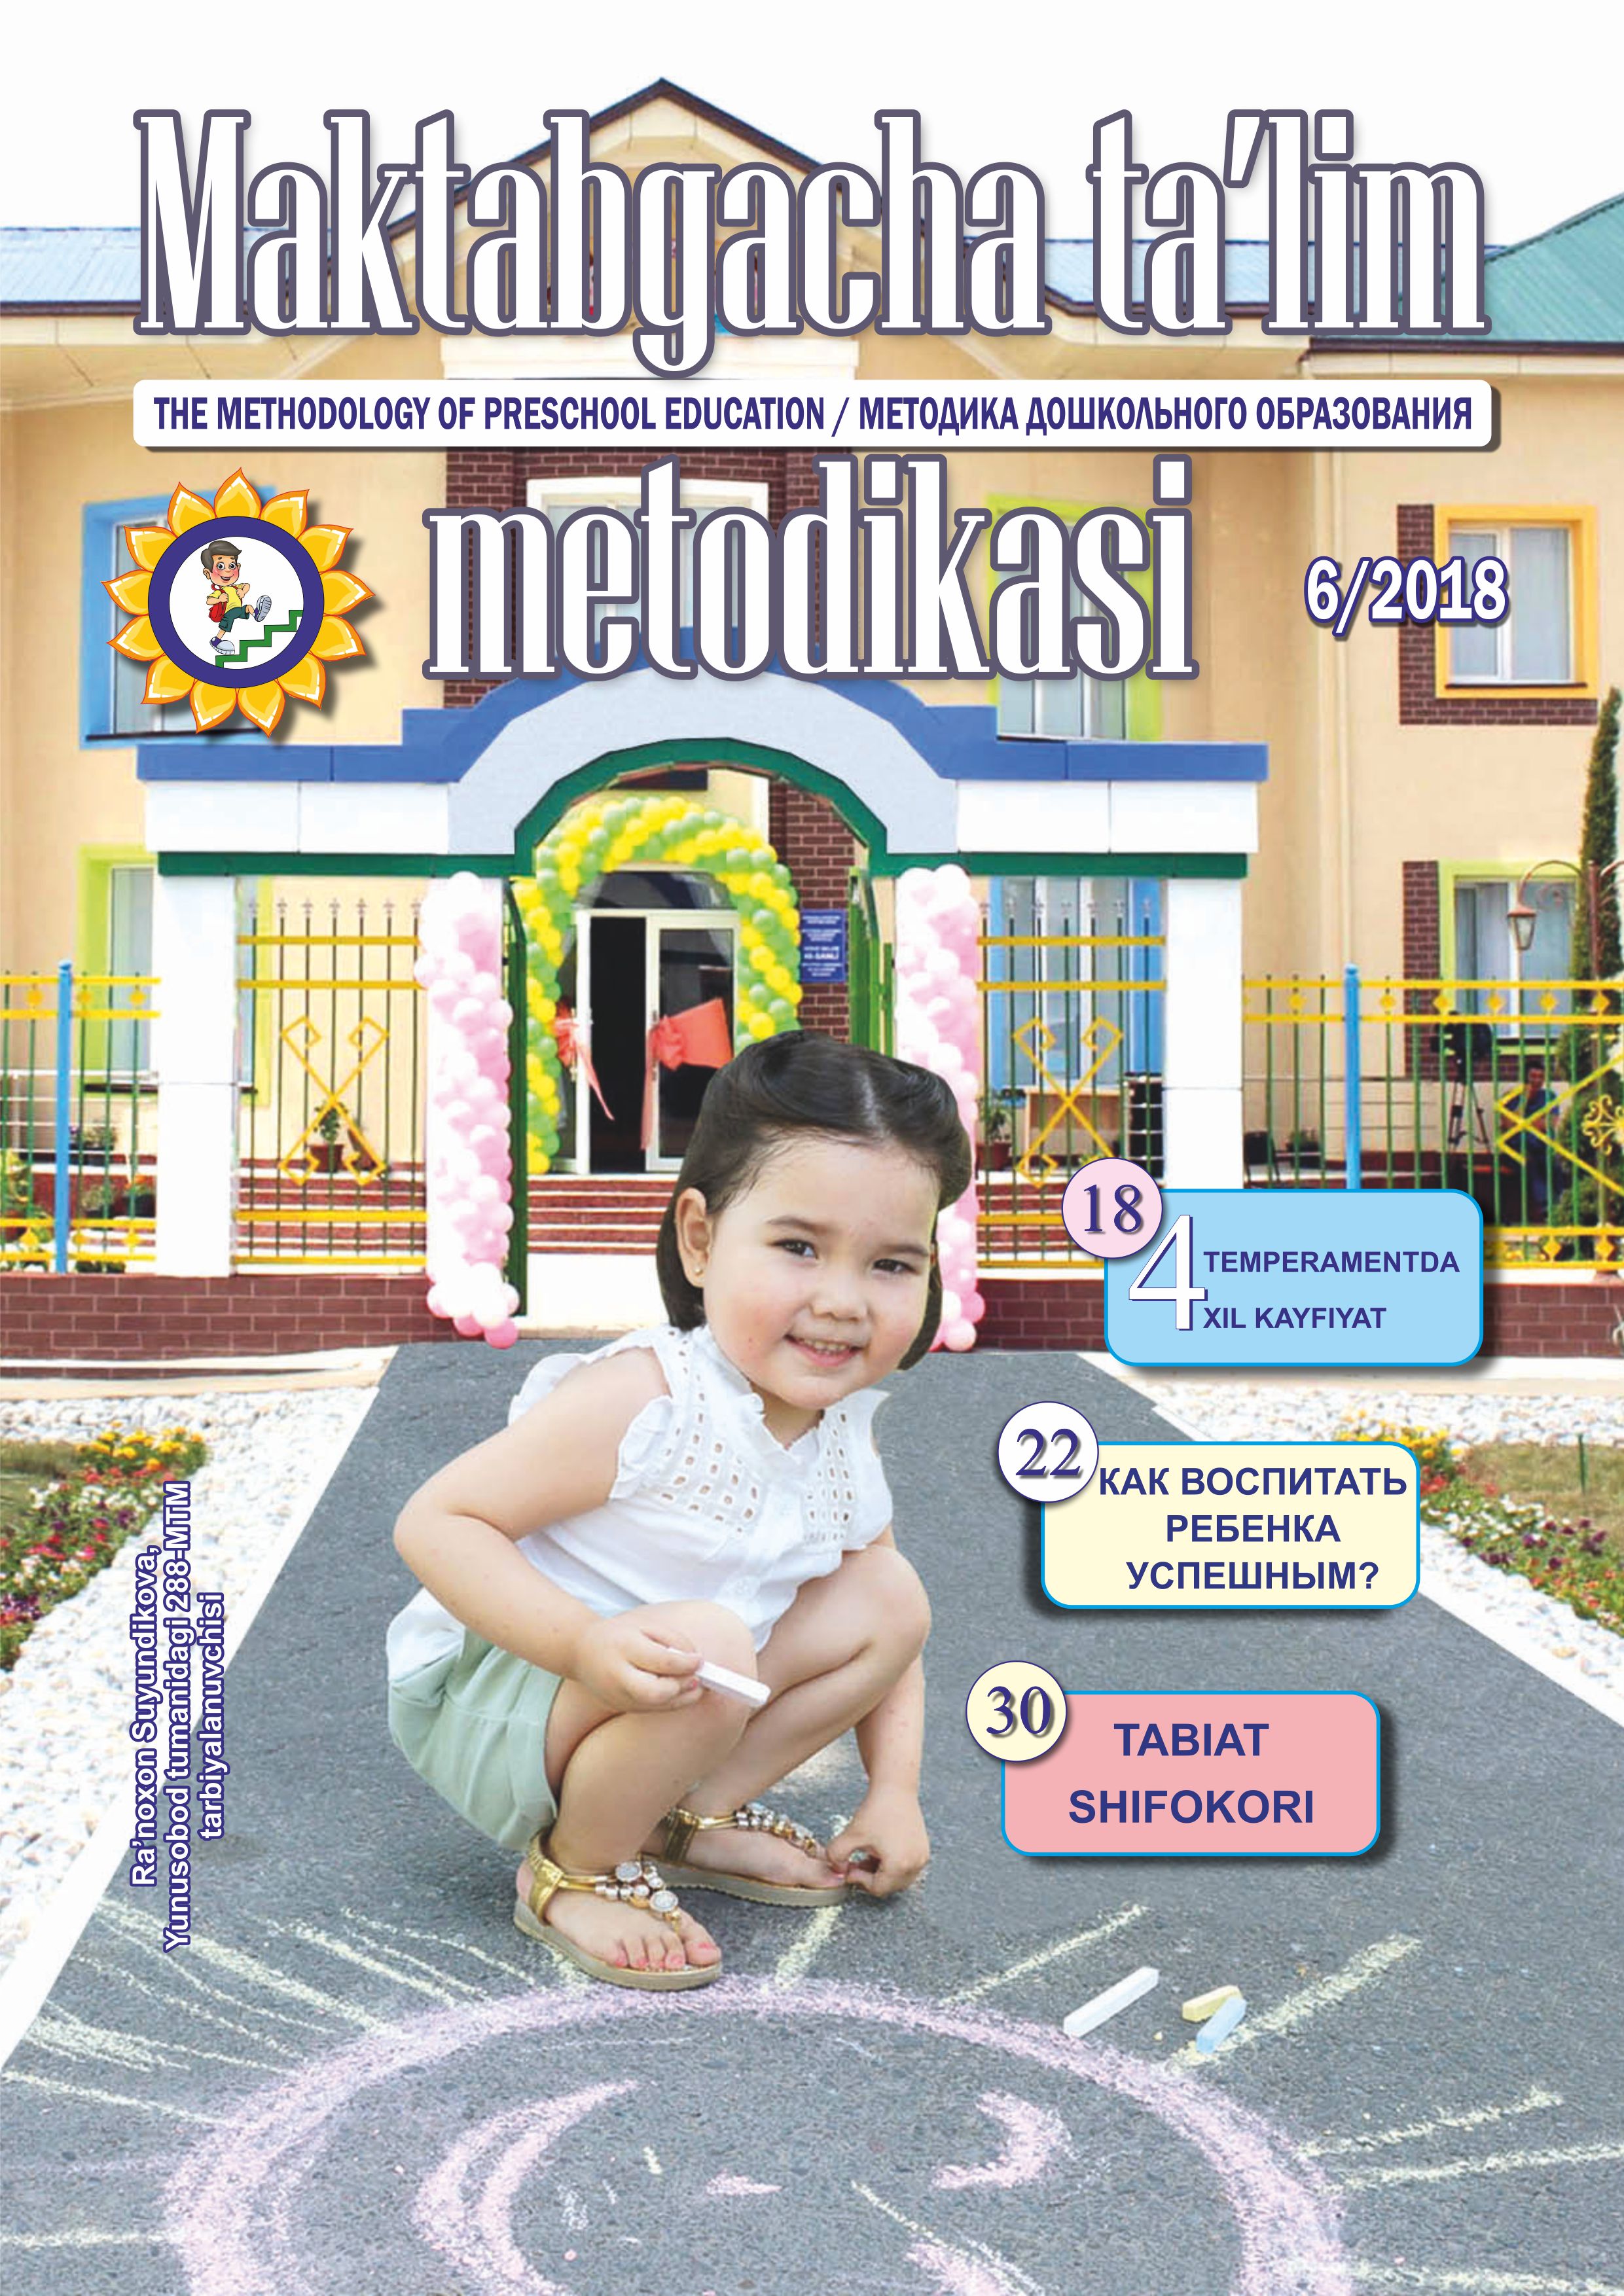 Maktabgacha ta'lim
THE METHODOLOGY OF PRESCHOOL EDUCATION / МЕТОДИКА ДОШКОЛЬНОГО ОБРАЗОВАНИЯ
metodikasi
6/2018
18
4 TEMPERAMENTDA
XIL KAYFIYAT
22
КАК ВОСПИТАТЬ
РЕБЕНКА
УСПЕШНЫМ?
30
TABIAT
SHIFOKORI
Ra'noxon Suyundikova,
Yunusobod tumanidagi 288-MTM
tarbiyalanuvchisi